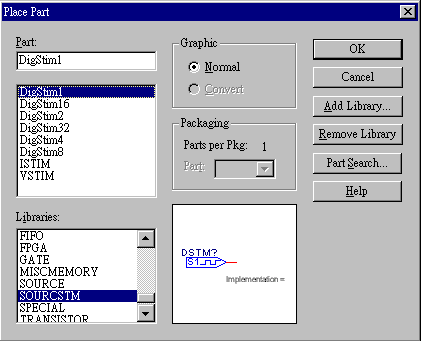 Place Part
Part:
DigStim1
DigStim1
DigStim16
DigStim2
DigStim32
DigStim4
DigStim8
ISTIM
VSTIM
Libraries:
FIFO
FPGA
GATE
MISCMEMORY
SOURCE
SOURCSTM
SPECIAL
TRANSISTOR
Graphic
Normal
Convert
Packaging
Parts per Pkg: 1
Part:
DSTM?
S1
Implementation =
OK
Cancel
Add Library...
Remove Library
Part Search...
Help